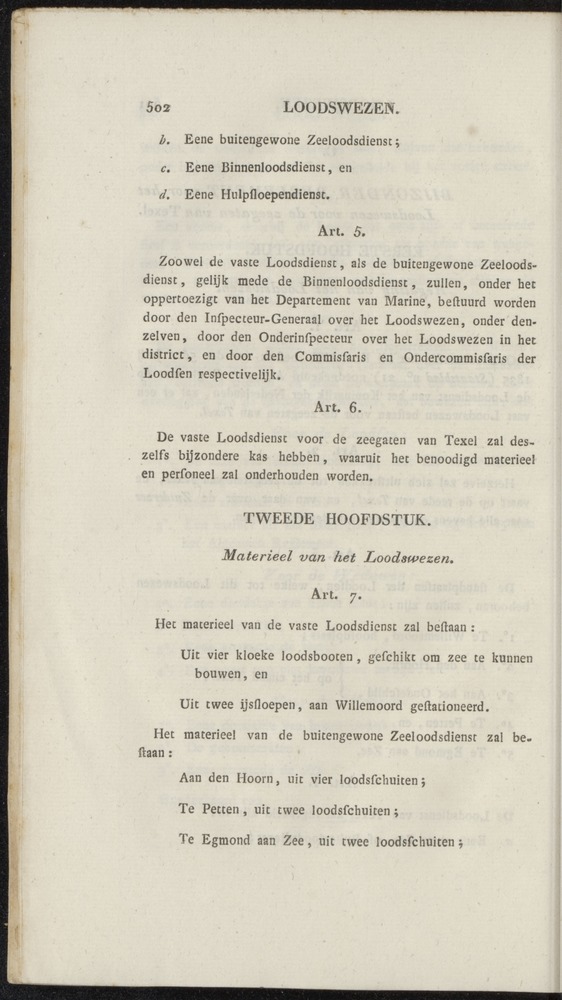 502 LOODSWEZEN.
b. Eene buitengewone Zeeloodsdienst;
c. Eene Binnenloodsdienst, en
d. Eene Hulpſloependienst.
Art. 5.
Zoowel de vaste Loodsdienst, als de buitengewone Zeeloods-
dienst, gelijk mede de Binnenloodsdienst, zullen, onder het
oppertoezigt van het Departement van Marine, beſtuurd worden
door den Inſpecteur-Generaal over het Loodswezen, onder den-
zelven, door den Onderinſpecteur over het Loodswezen in het
district, en door den Commisſaris en Ondercommisſaris der
Loodſen respectivelijk.
Art. 6.
De vaste Loodsdienst voor de zeegaten van Texel zal des-
zelfs bijzondere kas hebben, waaruit het benoodigd materieel
en perſoneel zal onderhouden worden.
TWEEDE HOOFDSTUK.
Materieel van het Loodswezen.
Art. 7.
Het materieel van de vaste Loodsdienst zal beſtaan:
Uit vier kloeke loodsbooten, geſchikt om zee te kunnen
bouwen, en
Uit twee ijsſloepen, aan Willemoord geſtationeerd.
Het materieel van de buitengewone Zeeloodsdienst zal be-
ſtaan:
Aan den Hoorn, uit vier loodsſchuiten;
Te Petten, uit twee loodsſchuiten;
Te Egmond aan Zee, uit twee loodsſchuiten;